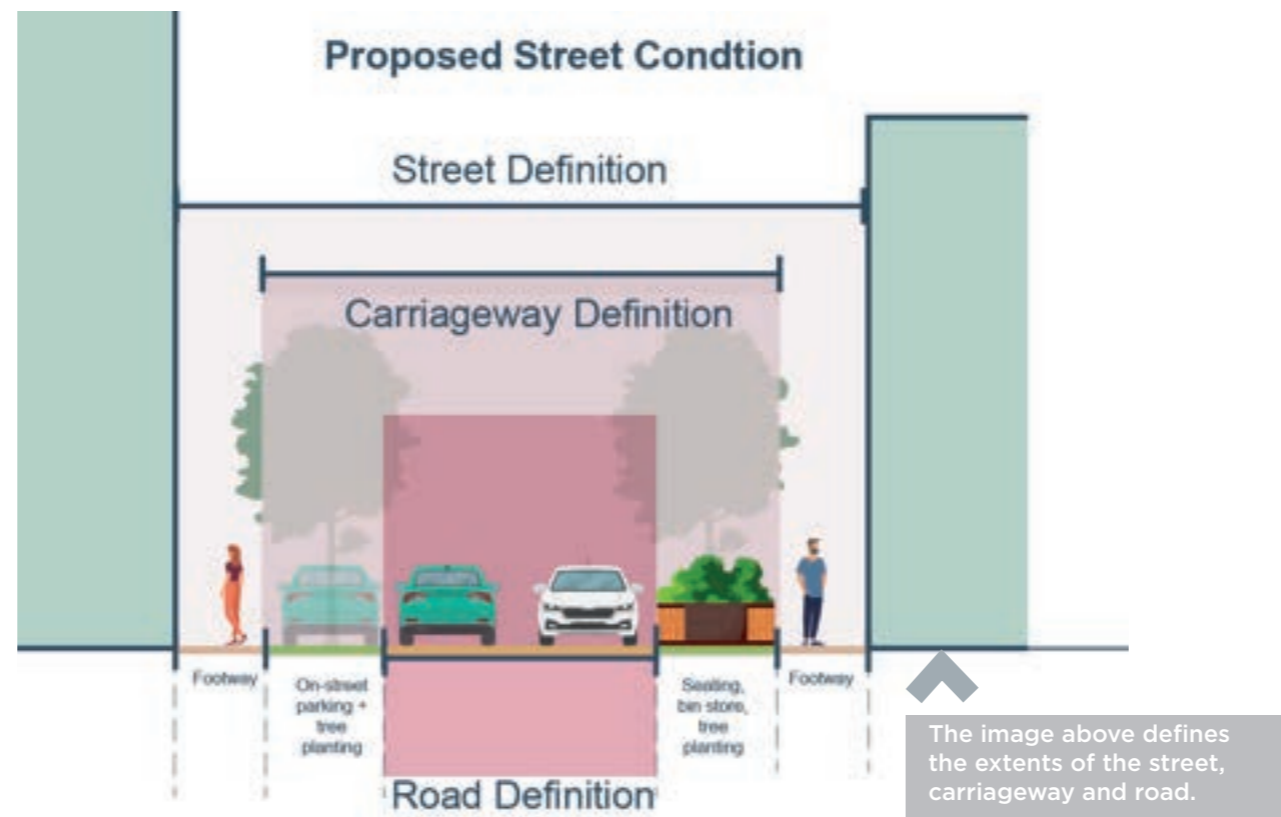 Proposed Street Condtion
Street Definition
Carriageway Definition
Footway
On-street
parking +
tree
planting
Seating,
bin store,
tree
planting
Footway
Road Definition
The image above defines
the extents of the street,
carriageway and road.